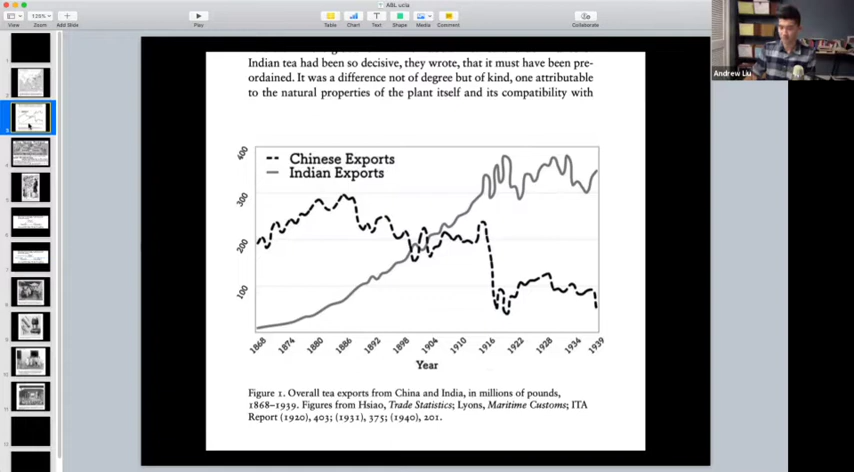 ABL ucla
125%
View
Zoom
Add Slide
Play
Table
Chart
Text
Shape
Media
Comment
Collaborate
Andrew Liu
Indian tea had been so decisive, they wrote, that it must have been pre-
ordained. It was a difference not of degree but of kind, one attributable
to the natural properties of the plant itself and its compatibility with
Chinese Exports
Indian Exports
400
300
200
100
1868
1874
1880
1886
1892
1898
1904
1910
1916
1922
1928
1934
1939
Year
Figure 1. Overall tea exports from China and India, in millions of pounds,
1868–1939. Figures from Hsiao, Trade Statistics; Lyons, Maritime Customs; ITA
Report (1920), 403; (1931), 375; (1940), 201.